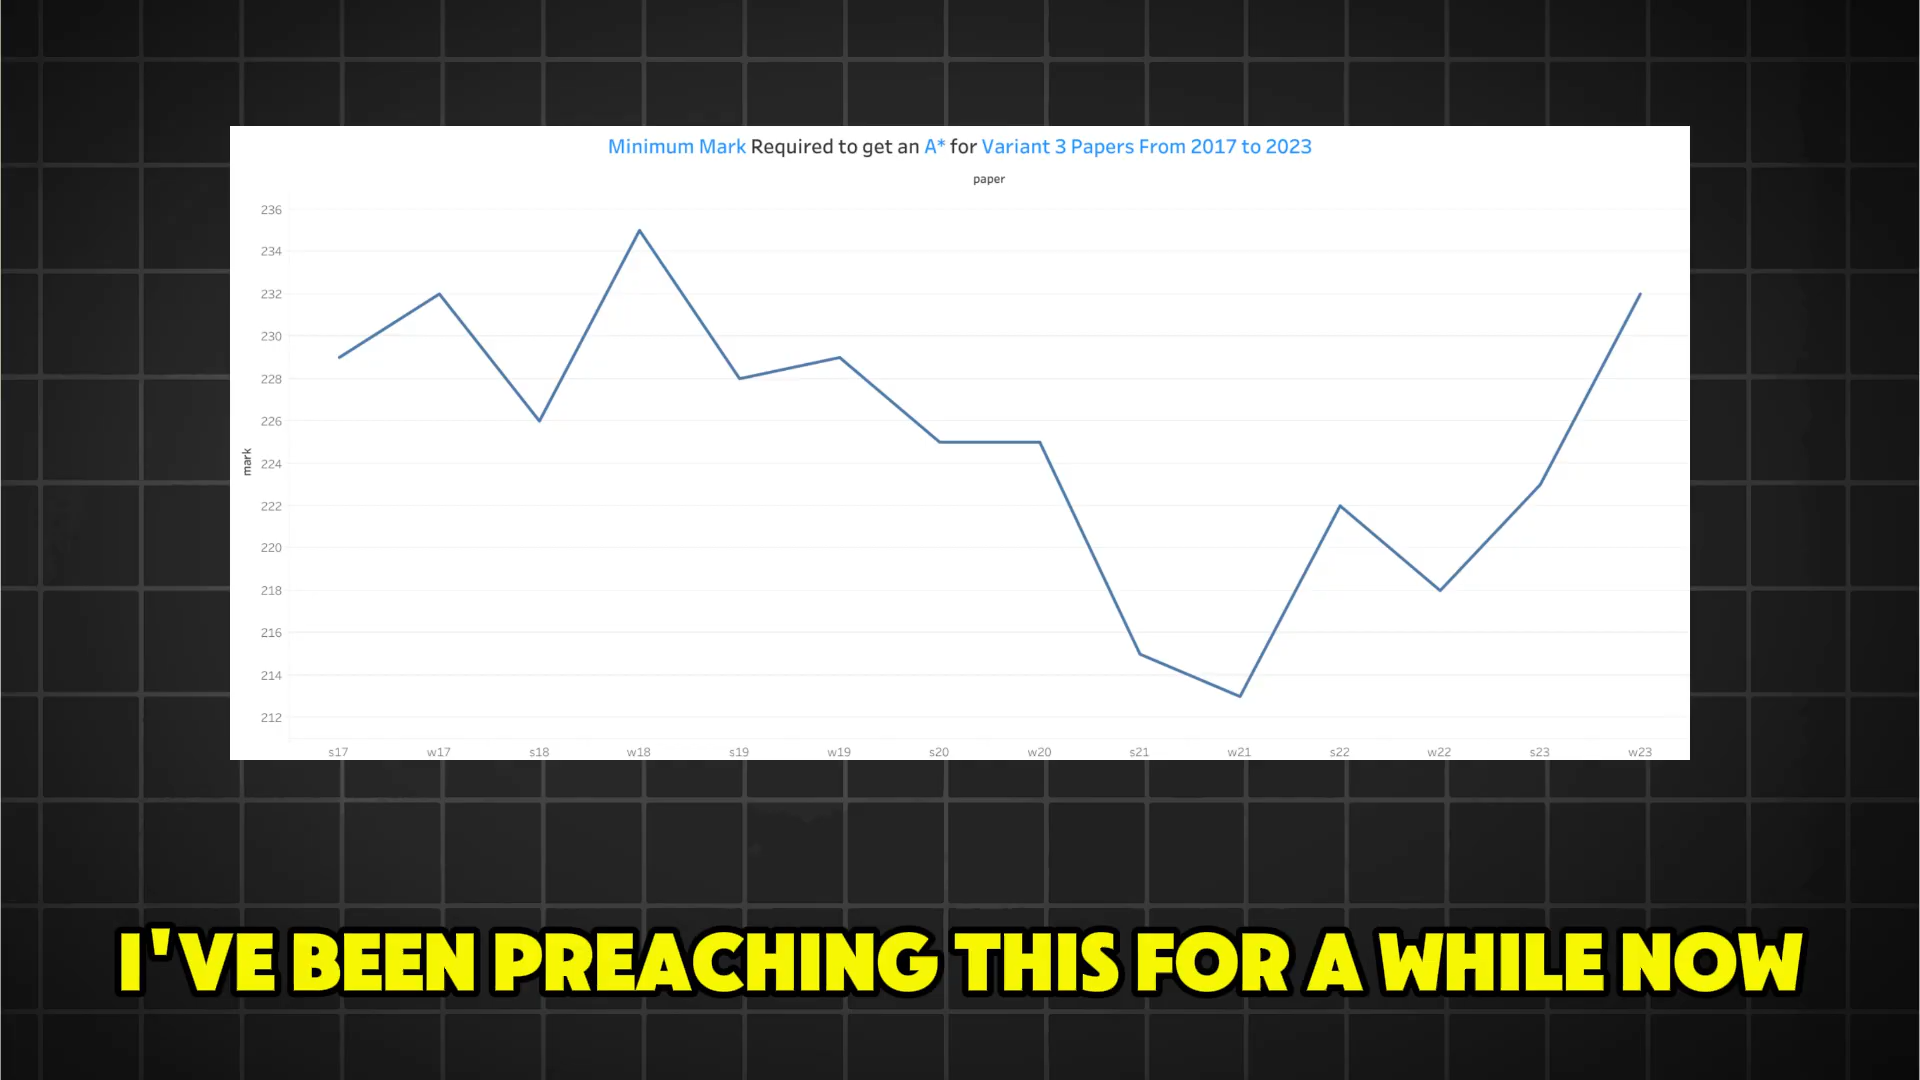 Minimum Mark Required to get an A* for Variant 3 Papers From 2017 to 2023
paper
236
234
232
230
228
226
mark
224
222
220
218
216
214
212
s17 w17 s18 w18 s19 w19 s20 w20 s21 w21 s22 w22 s23 w23
I'VE BEEN PREACHING THIS FOR A WHILE NOW